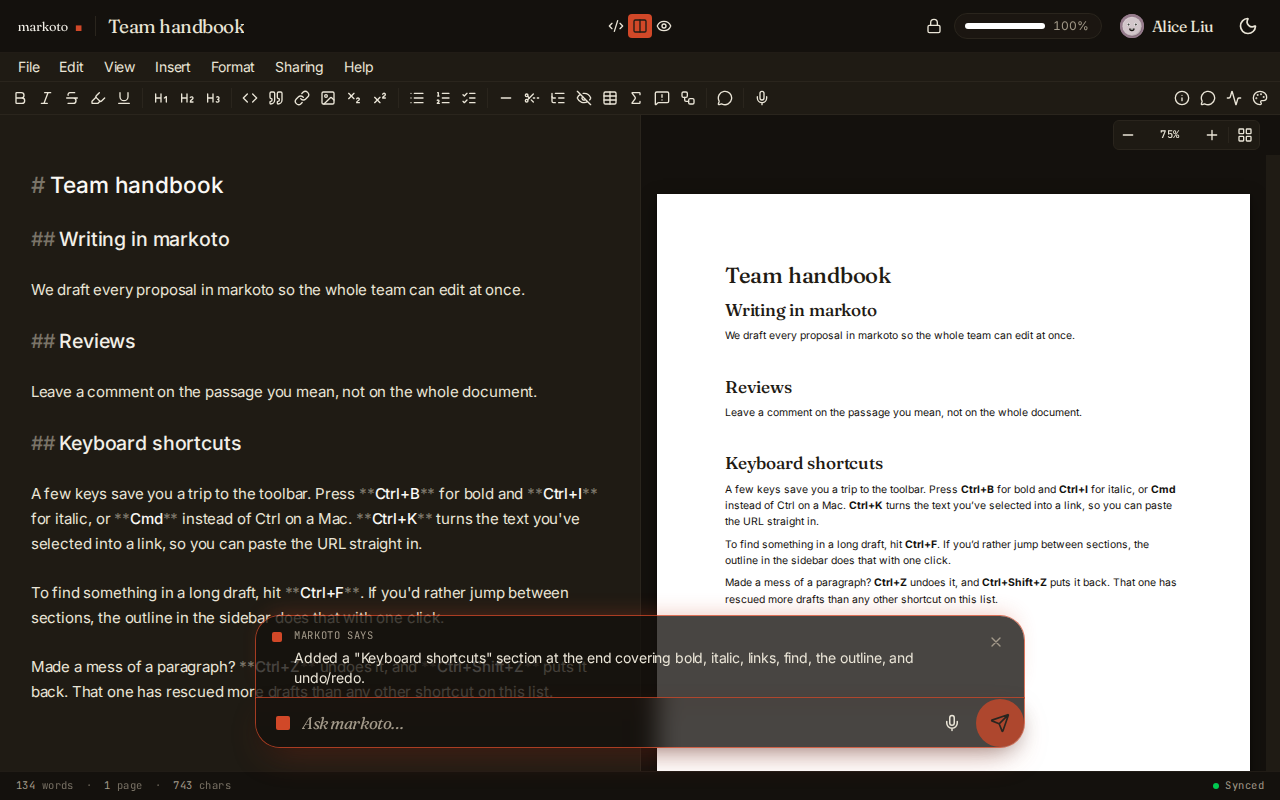 markoto
Team handbook
100%
Alice Liu
File Edit View Insert Format Sharing Help
H1 H2 H3
75%
# Team handbook
## Writing in markoto
We draft every proposal in markoto so the whole team can edit at once.
## Reviews
Leave a comment on the passage you mean, not on the whole document.
## Keyboard shortcuts
A few keys save you a trip to the toolbar. Press **Ctrl+B** for bold and **Ctrl+I**
for italic, or **Cmd** instead of Ctrl on a Mac. **Ctrl+K** turns the text you've
selected into a link, so you can paste the URL straight in.
To find something in a long draft, hit **Ctrl+F**. If you'd rather jump between
sections, the outline in the sidebar does that with one click.
Made a mess of a paragraph? **Ctrl+Z** undoes it, and **Ctrl+Shift+Z** puts it
back. That one has rescued more drafts than any other shortcut on this list.
Team handbook
Writing in markoto
We draft every proposal in markoto so the whole team can edit at once.
Reviews
Leave a comment on the passage you mean, not on the whole document.
Keyboard shortcuts
A few keys save you a trip to the toolbar. Press Ctrl+B for bold and Ctrl+I for italic, or Cmd
instead of Ctrl on a Mac. Ctrl+K turns the text you've selected into a link, so you can paste
the URL straight in.
To find something in a long draft, hit Ctrl+F. If you'd rather jump between sections, the
outline in the sidebar does that with one click.
Made a mess of a paragraph? Ctrl+Z undoes it, and Ctrl+Shift+Z puts it back. That one has
rescued more drafts than any other shortcut on this list.
MARKOTO SAYS
Added a "Keyboard shortcuts" section at the end covering bold, italic, links, find, the outline, and
undo/redo.
Ask markoto...
134 words · 1 page · 743 chars
Synced